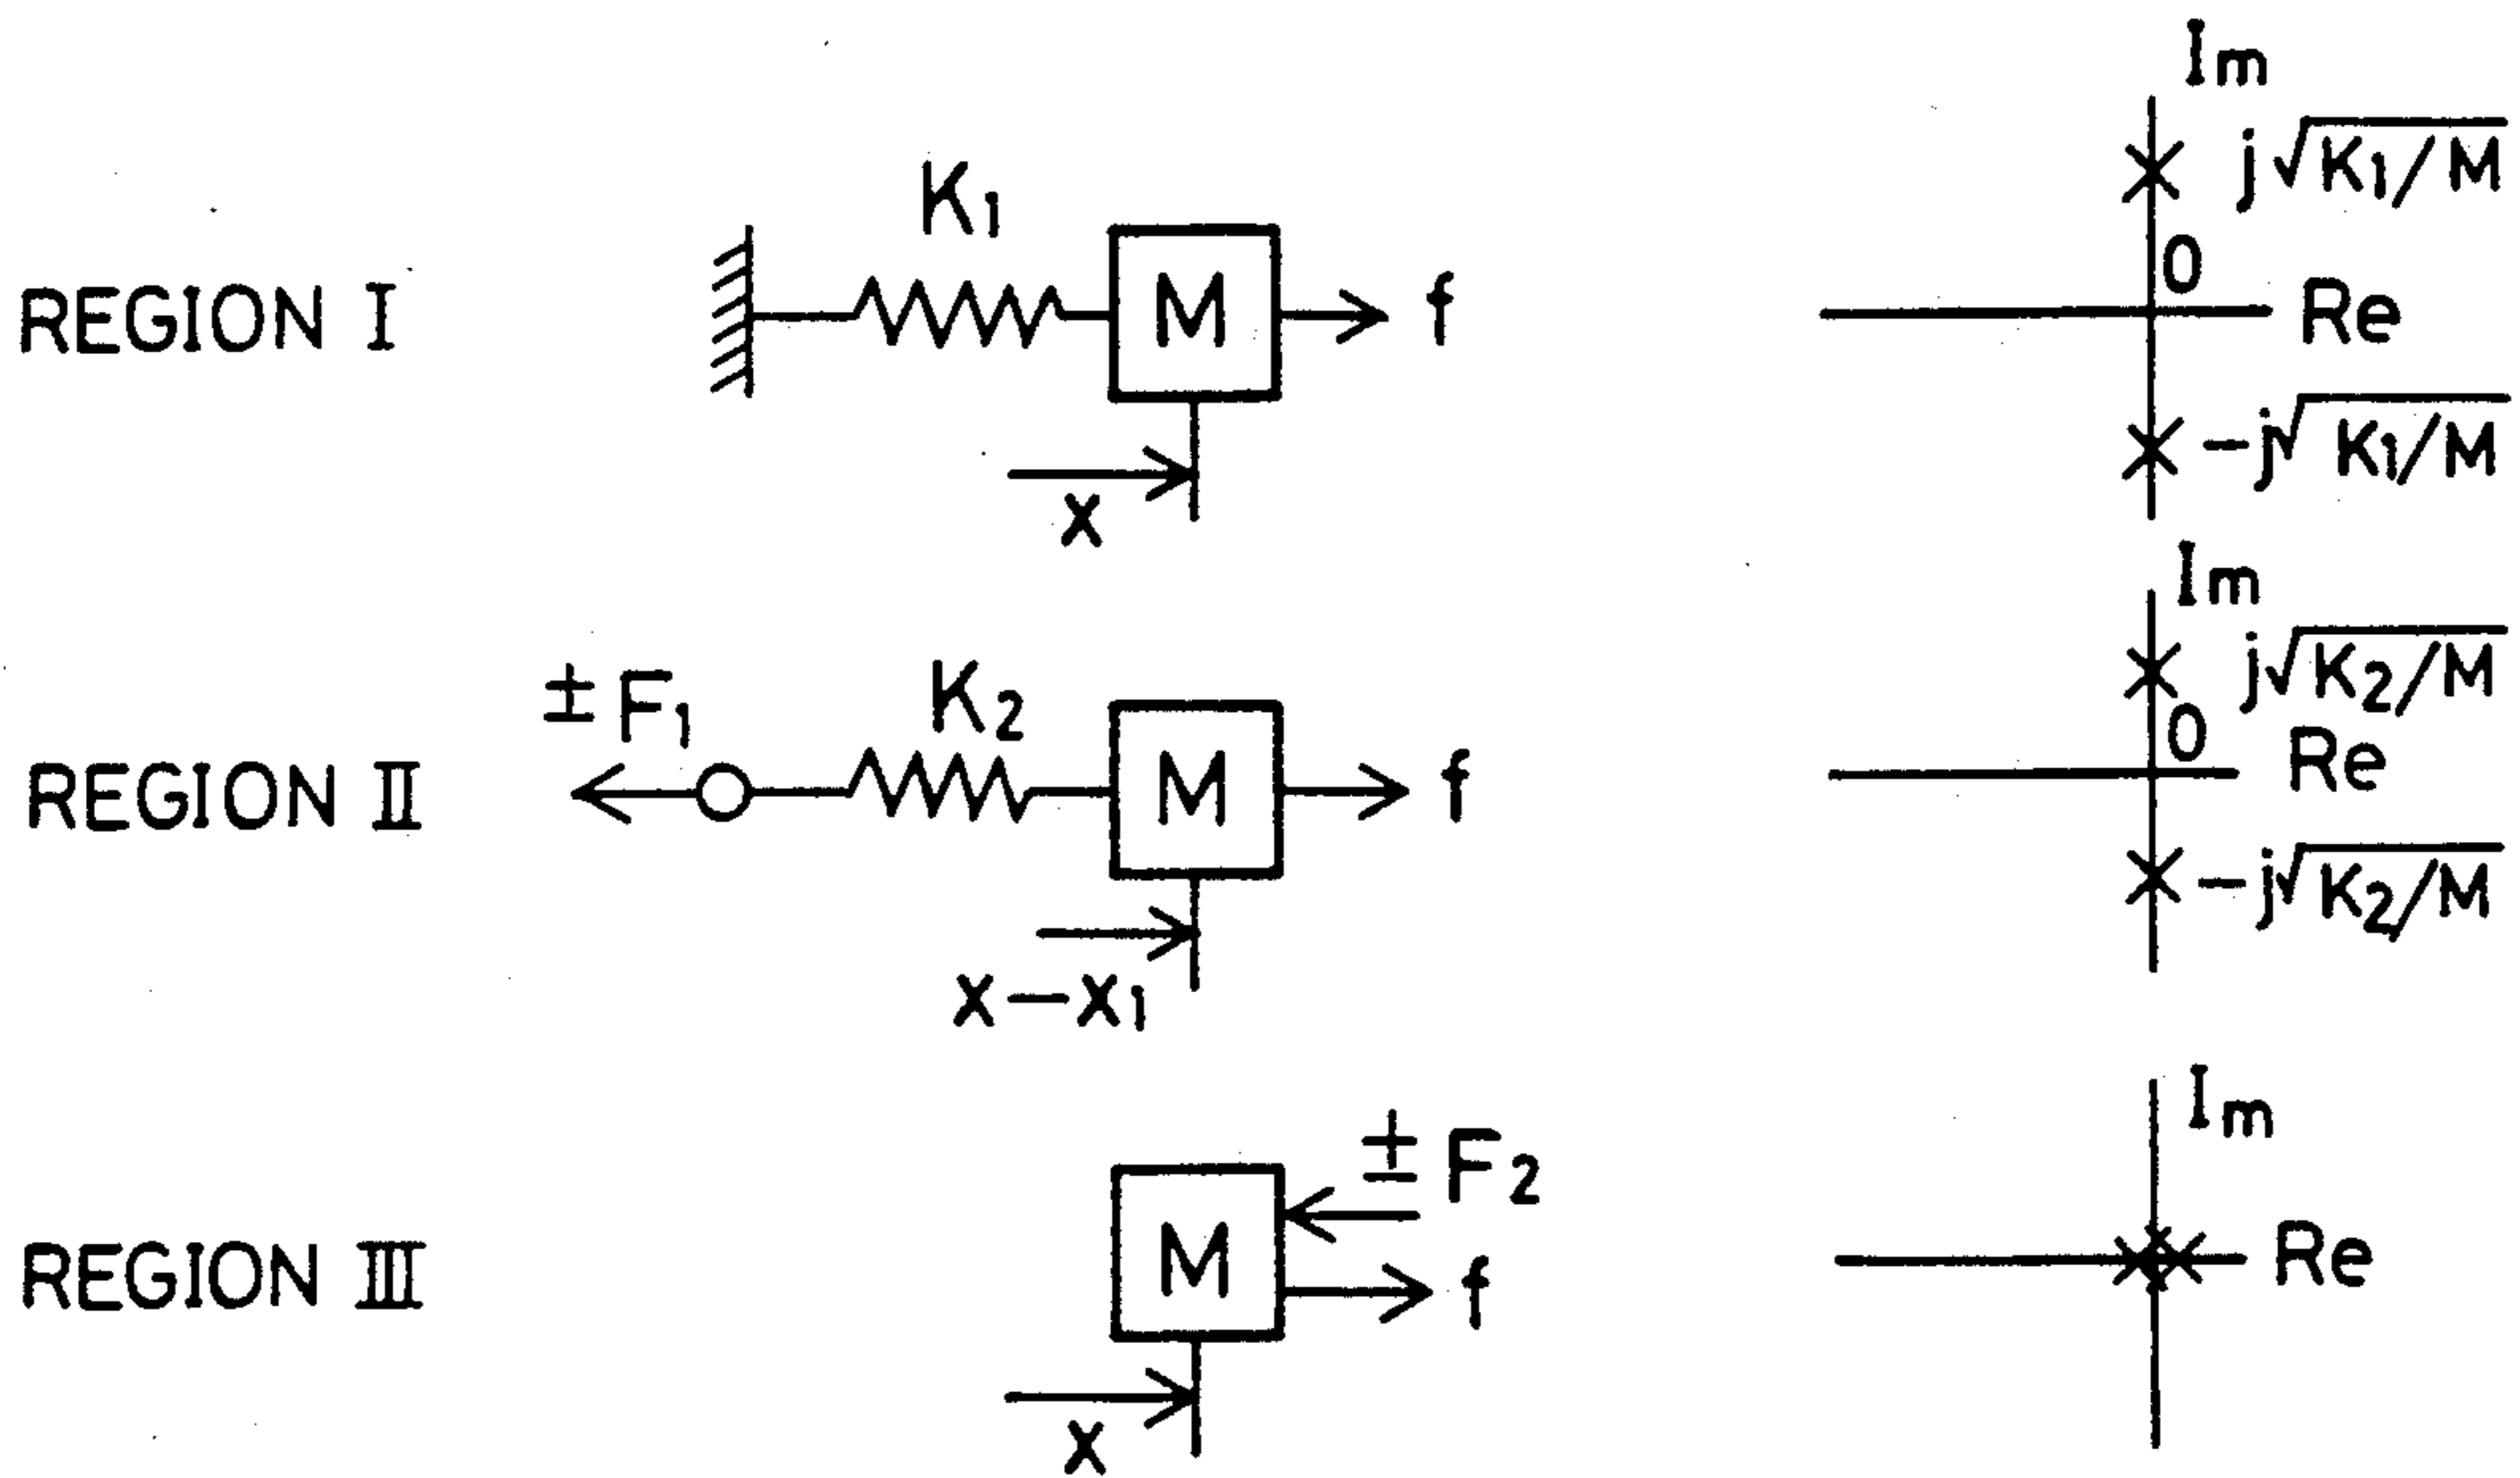 REGION I
K1
M
f
x
Im
j√K1/M
0
Re
-j√K1/M
REGION II
±F1
K2
M
f
x-x1
Im
j√K2/M
0
Re
-j√K2/M
REGION III
M
±F2
f
x
Im
Re